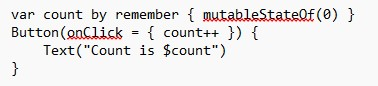 var count by remember { mutableStateOf(0) }
Button(onClick = { count++ }) {
    Text("Count is $count")
}